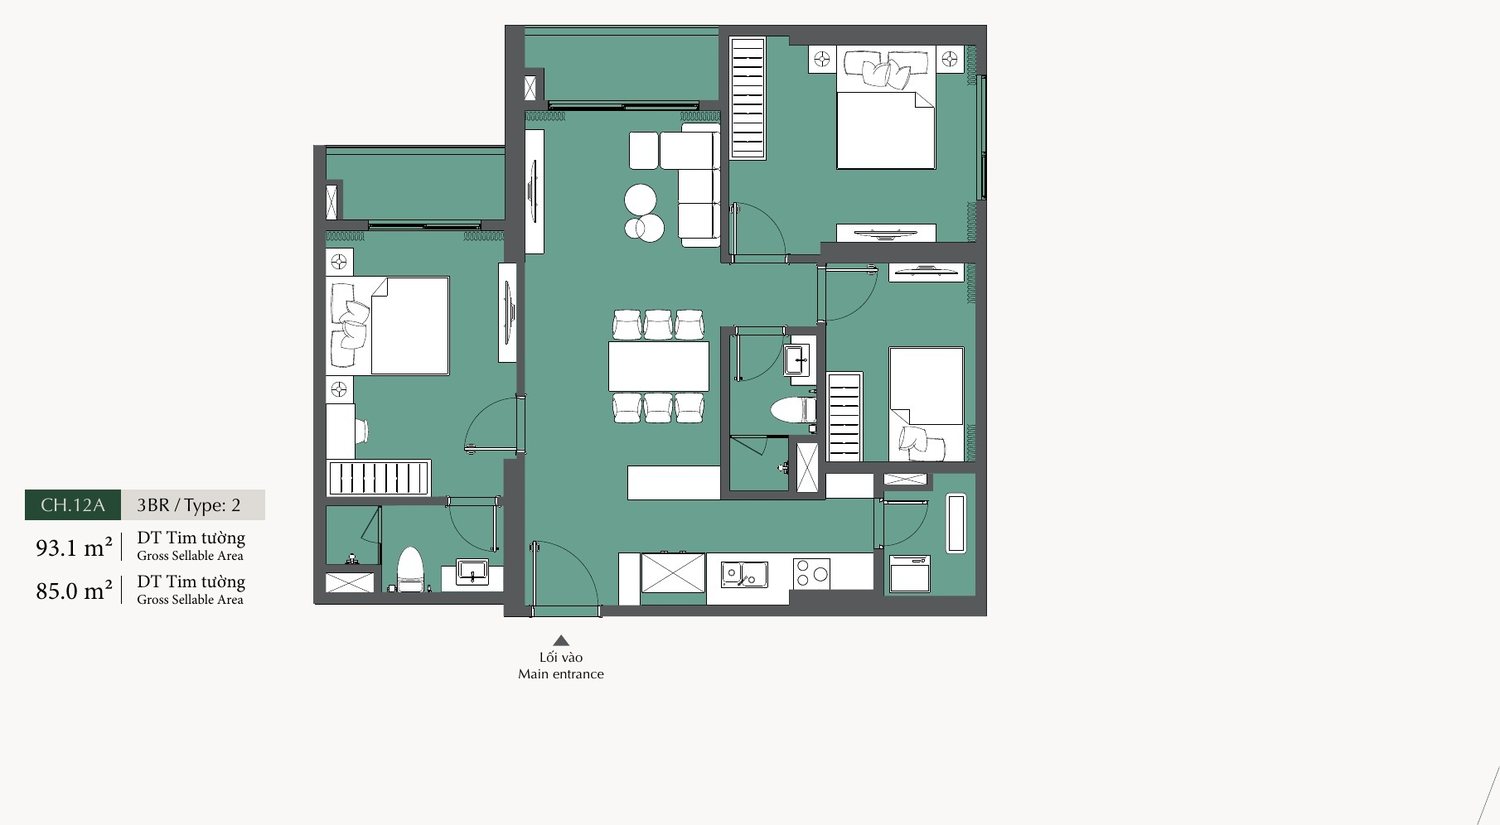 CH.12A 3BR / Type: 2
93.1 m² DT Tim tường
Gross Sellable Area
85.0 m² DT Tim tường
Gross Sellable Area
Lối vào
Main entrance